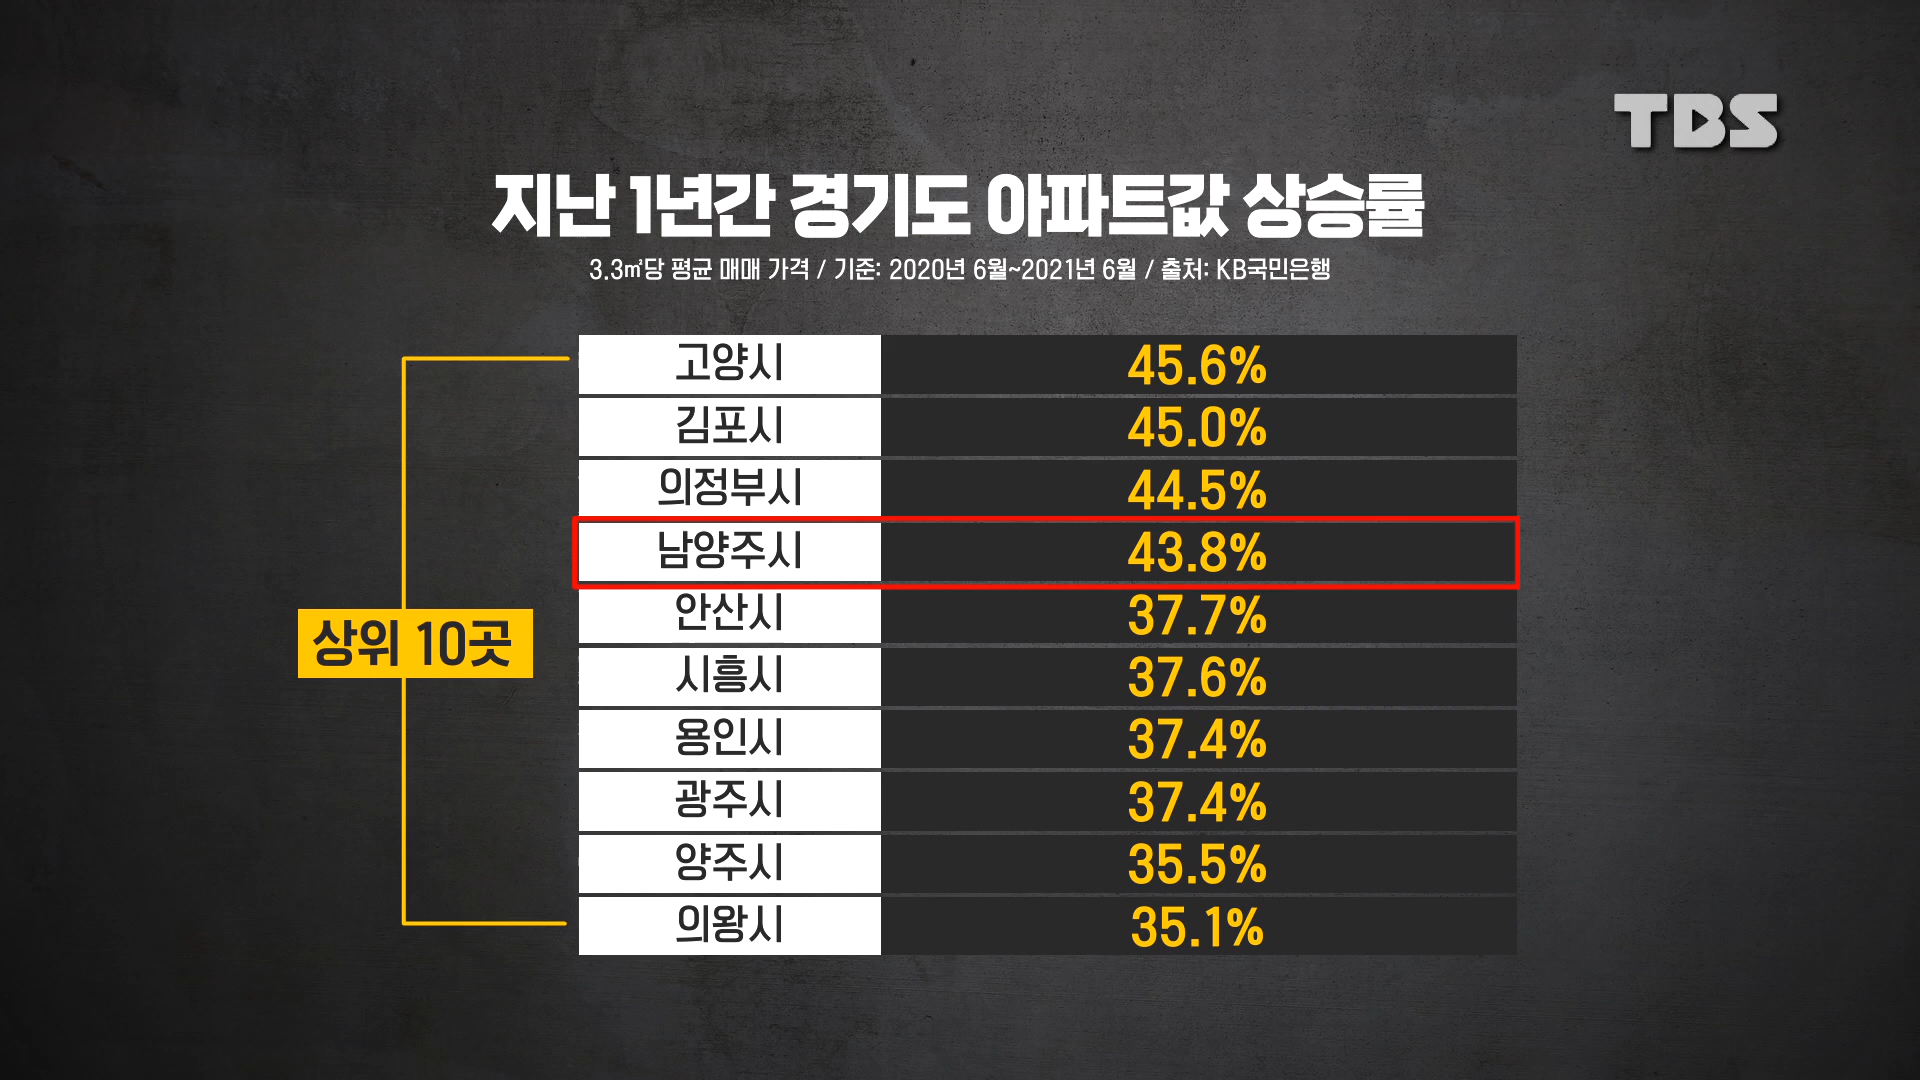 TBS
지난 1년간 경기도 아파트값 상승률
3.3㎡당 평균 매매 가격 / 기준: 2020년 6월~2021년 6월 / 출처: KB국민은행
상위 10곳
고양시 45.6%
김포시 45.0%
의정부시 44.5%
남양주시 43.8%
안산시 37.7%
시흥시 37.6%
용인시 37.4%
광주시 37.4%
양주시 35.5%
의왕시 35.1%